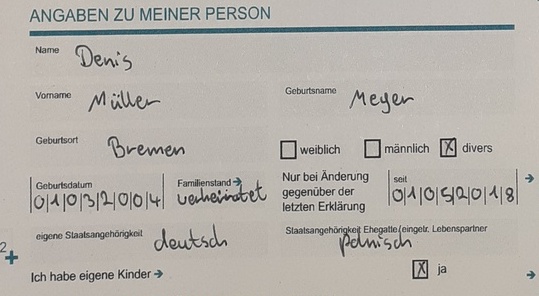 ANGABEN ZU MEINER PERSON
Name Denis
Vorname Müller Geburtsname Meyer
Geburtsort Bremen weiblich männlich X divers
Geburtsdatum 01032004 Familienstand → verheiratet Nur bei Änderung gegenüber der letzten Erklärung seit 01052018 →
eigene Staatsangehörigkeit deutsch Staatsangehörigkeit Ehegatte/eingetr. Lebenspartner polnisch
2+
Ich habe eigene Kinder → X ja →